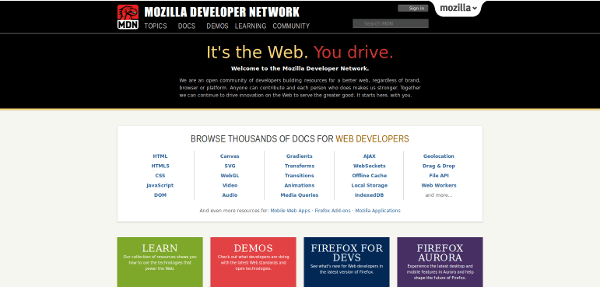 MOZILLA DEVELOPER NETWORK
Sign in
mozilla
MDN
TOPICS DOCS DEMOS LEARNING COMMUNITY
Search MDN
It's the Web. You drive.
Welcome to the Mozilla Developer Network.
We are an open community of developers building resources for a better web, regardless of brand,
browser or platform. Anyone can contribute and each person who does makes us stronger. Together
we can continue to drive innovation on the Web to serve the greater good. It starts here, with you.
BROWSE THOUSANDS OF DOCS FOR WEB DEVELOPERS
HTML Canvas Gradients AJAX Geolocation
HTML5 SVG Transforms WebSockets Drag & Drop
CSS WebGL Transitions Offline Cache File API
JavaScript Video Animations Local Storage Web Workers
DOM Audio Media Queries IndexedDB and more...
And even more resources for: Mobile Web Apps · Firefox Add-ons · Mozilla Applications
LEARN
Our collection of resources shows you
how to use the technologies that
power the Web.
DEMOS
Check out what developers are doing
with the latest Web standards and
open technologies.
FIREFOX FOR
DEVS
See what's new for Web developers in
the latest version of Firefox.
FIREFOX
AURORA
Experience the latest desktop and
mobile features in Aurora and help
shape the future of Firefox.